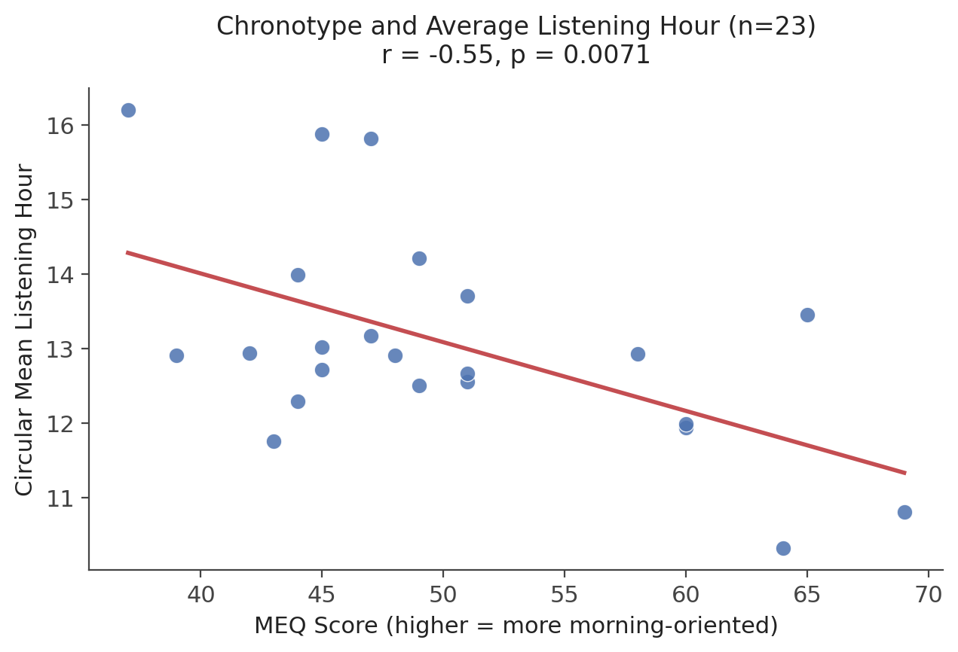 Chronotype and Average Listening Hour (n=23)
r = -0.55, p = 0.0071
16
15
14
13
12
11
Circular Mean Listening Hour
40 45 50 55 60 65 70
MEQ Score (higher = more morning-oriented)